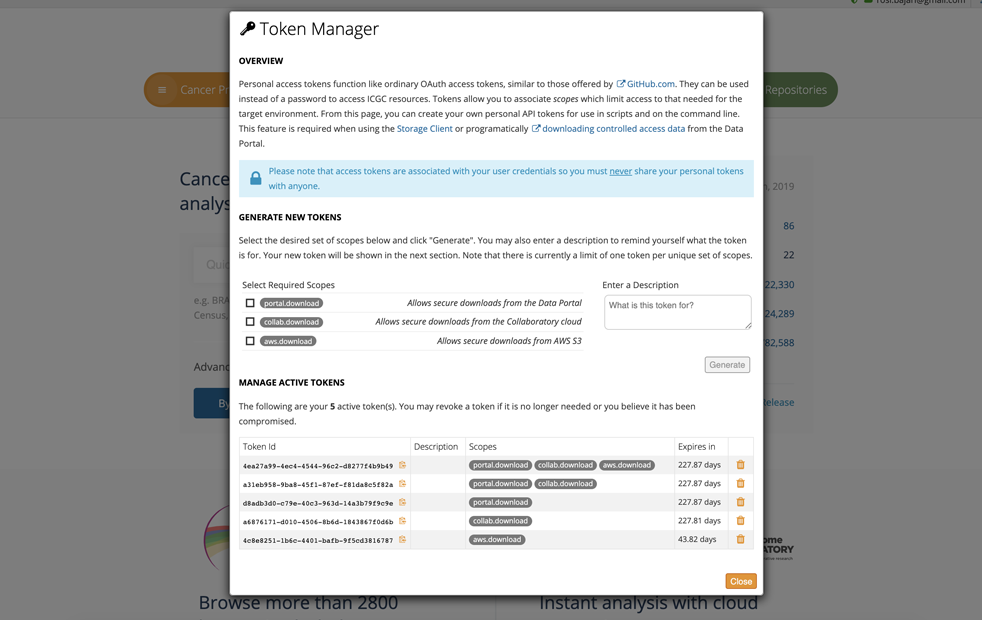 rosi.bajari@gmail.com
Token Manager
OVERVIEW
Personal access tokens function like ordinary OAuth access tokens, similar to those offered by GitHub.com. They can be used
instead of a password to access ICGC resources. Tokens allow you to associate scopes which limit access to that needed for the
target environment. From this page, you can create your own personal API tokens for use in scripts and on the command line.
This feature is required when using the Storage Client or programatically downloading controlled access data from the Data
Portal.
Please note that access tokens are associated with your user credentials so you must never share your personal tokens
with anyone.
GENERATE NEW TOKENS
Select the desired set of scopes below and click "Generate". You may also enter a description to remind yourself what the token
is for. Your new token will be shown in the next section. Note that there is currently a limit of one token per unique set of scopes.
Select Required Scopes
portal.download Allows secure downloads from the Data Portal
collab.download Allows secure downloads from the Collaboratory cloud
aws.download Allows secure downloads from AWS S3
Enter a Description
What is this token for?
Generate
MANAGE ACTIVE TOKENS
The following are your 5 active token(s). You may revoke a token if it is no longer needed or you believe it has been
compromised.
Token Id Description Scopes Expires in
4ea27a99-4ec4-4544-96c2-d8277f4b9b49 portal.download collab.download aws.download 227.87 days
a31eb958-9ba8-45f1-87ef-f81da8c5f82a portal.download collab.download 227.87 days
d8adb3d0-c79e-40c3-963d-14a3b79f9c9e portal.download 227.87 days
a6876171-d010-4506-8b6d-1843867f0d6b collab.download 227.81 days
4c8e8251-1b6c-4401-bafb-9f5cd3816787 aws.download 43.82 days
Close
Cancer Pr
Repositories
Cance
analys
, 2019
86
22
22,330
24,289
82,588
Quic
e.g. BRA
Census,
Advanc
By
elease
ome
ATORY
Browse more than 2800
Instant analysis with cloud